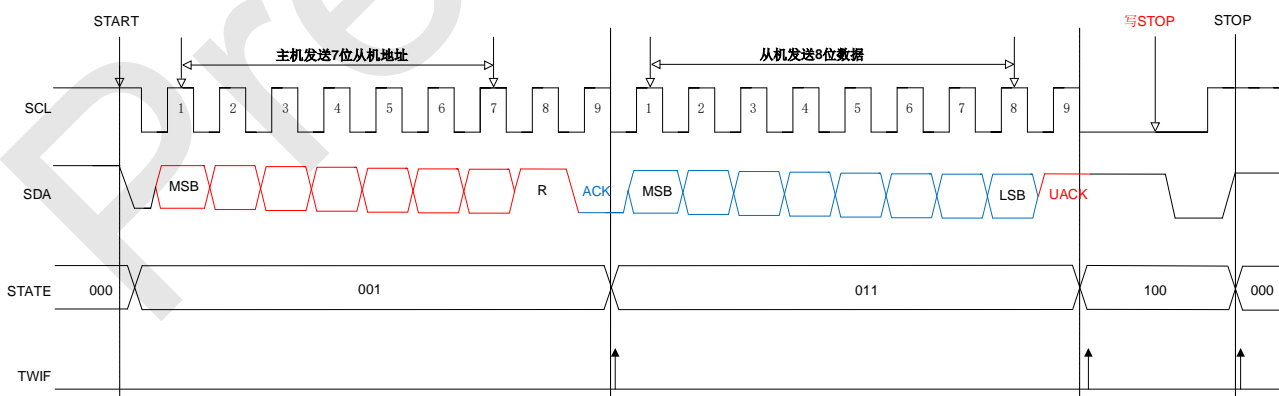 START 写STOP STOP
主机发送7位从机地址 从机发送8位数据
SCL 1 2 3 4 5 6 7 8 9 1 2 3 4 5 6 7 8 9
SDA MSB R ACK MSB LSB UACK
STATE 000 001 011 100 000
TWIF
Pre